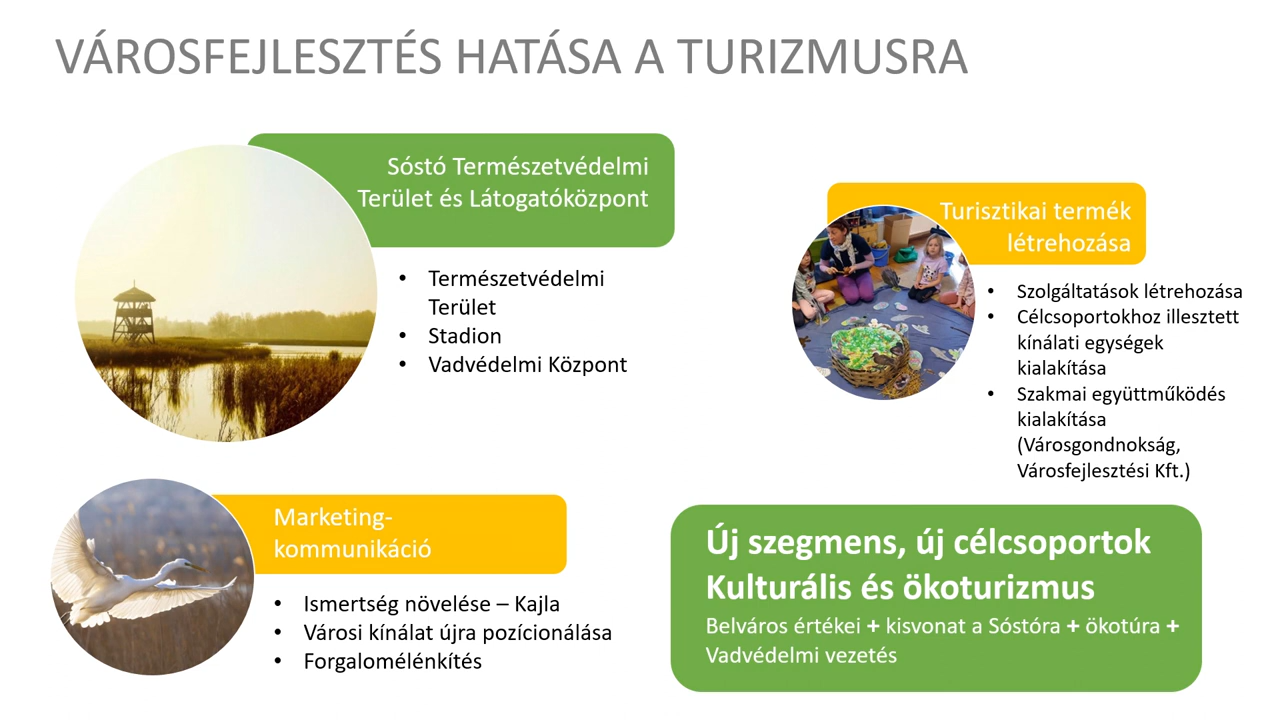 VÁROSFEJLESZTÉS HATÁSA A TURIZMUSRA
Sóstó Természetvédelmi
Terület és Látogatóközpont
• Természetvédelmi
Terület
• Stadion
• Vadvédelmi Központ
Turisztikai termék
létrehozása
• Szolgáltatások létrehozása
• Célcsoportokhoz illesztett
kínálati egységek
kialakítása
• Szakmai együttműködés
kialakítása
(Városgondnokság,
Városfejlesztési Kft.)
Marketing-
kommunikáció
• Ismertség növelése – Kajla
• Városi kínálat újra pozícionálása
• Forgalomélénkítés
Új szegmens, új célcsoportok
Kulturális és ökoturizmus
Belváros értékei + kisvonat a Sóstóra + ökotúra +
Vadvédelmi vezetés